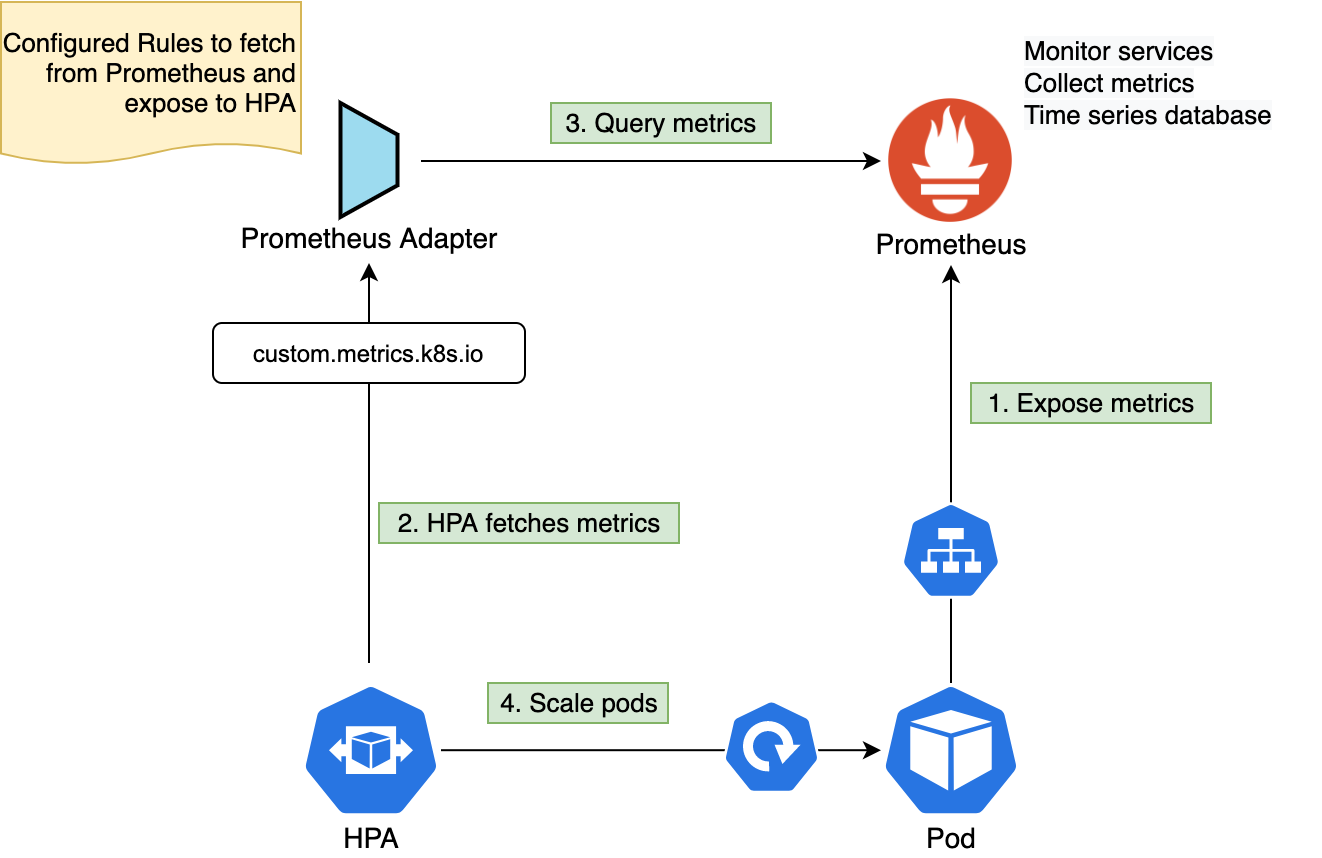 Configured Rules to fetch
from Prometheus and
expose to HPA
Monitor services
Collect metrics
Time series database
3. Query metrics
Prometheus Adapter
Prometheus
custom.metrics.k8s.io
1. Expose metrics
2. HPA fetches metrics
4. Scale pods
HPA
Pod